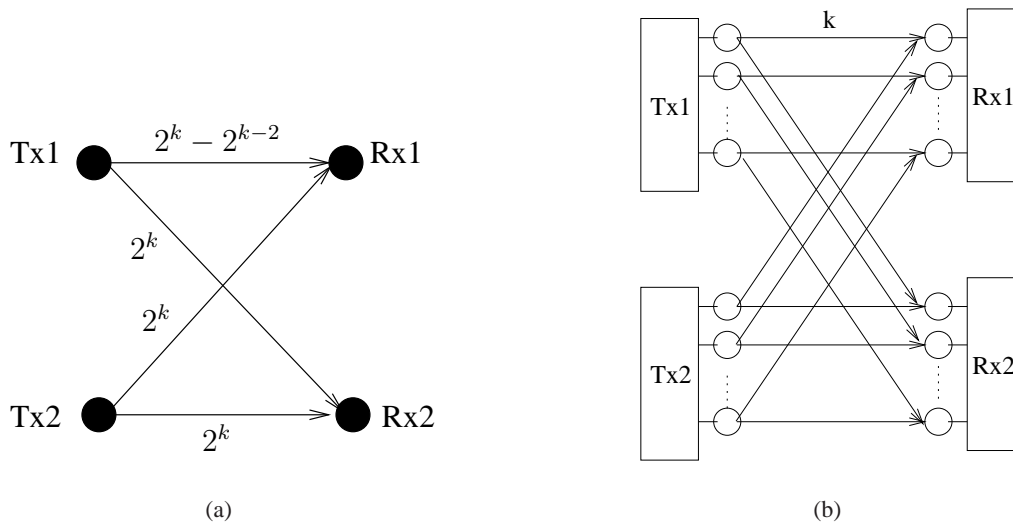 Tx1
2^k − 2^{k−2}
Rx1
2^k
2^k
Tx2
2^k
Rx2
(a)
k
Tx1
Rx1
Tx2
Rx2
(b)